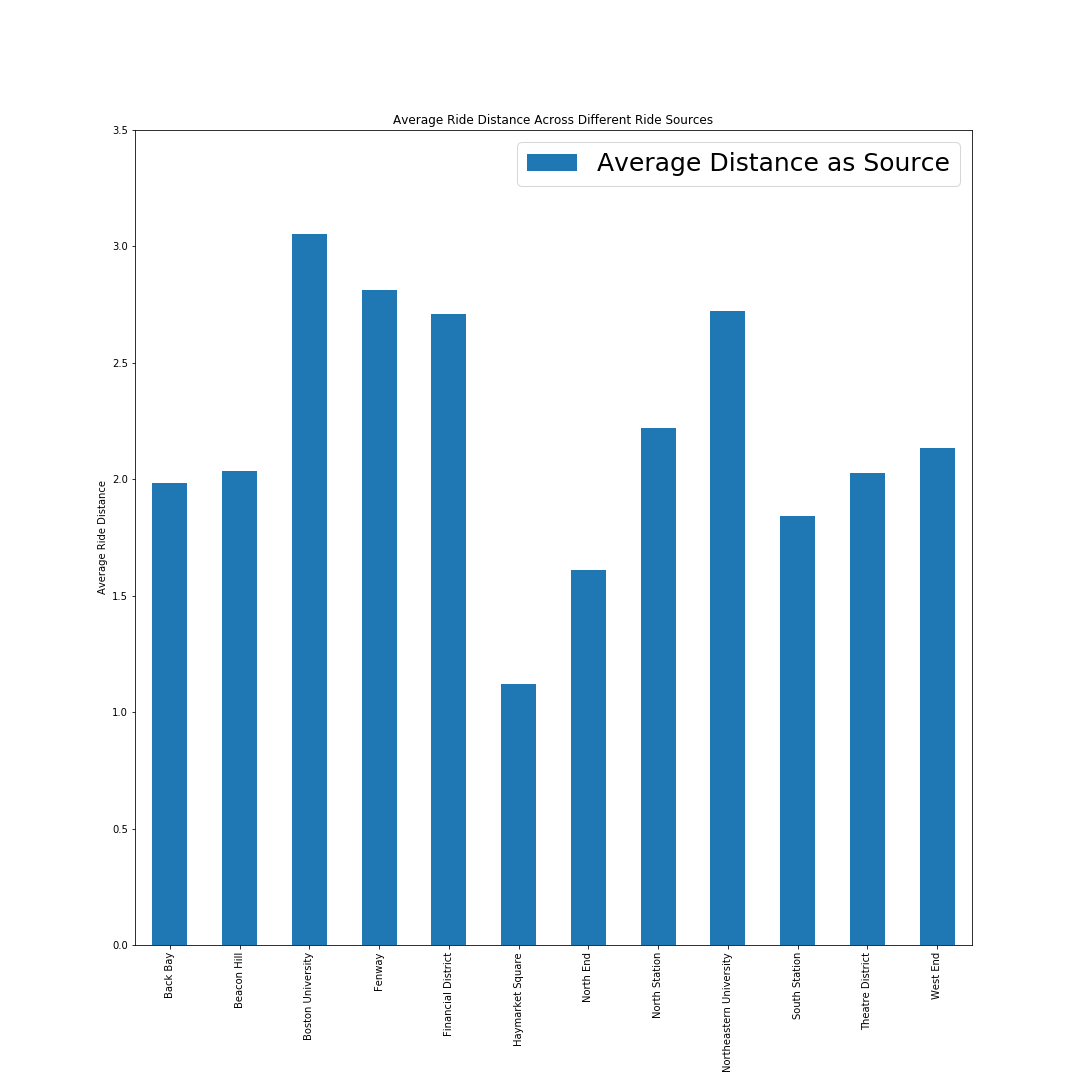 Average Ride Distance Across Different Ride Sources
Average Distance as Source
Average Ride Distance
3.5
3.0
2.5
2.0
1.5
1.0
0.5
0.0
Back Bay
Beacon Hill
Boston University
Fenway
Financial District
Haymarket Square
North End
North Station
Northeastern University
South Station
Theatre District
West End